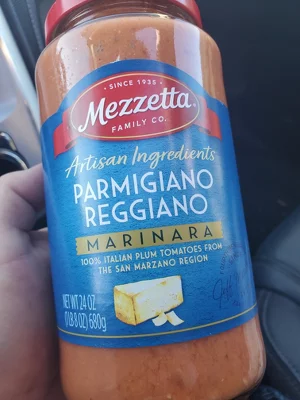 • SINCE 1935 •
Mezzetta
FAMILY CO.
Artisan Ingredients
PARMIGIANO
REGGIANO
MARINARA
100% ITALIAN PLUM TOMATOES FROM
THE SAN MARZANO REGION
NET WT 24 OZ
(1 LB 8 OZ) 680g